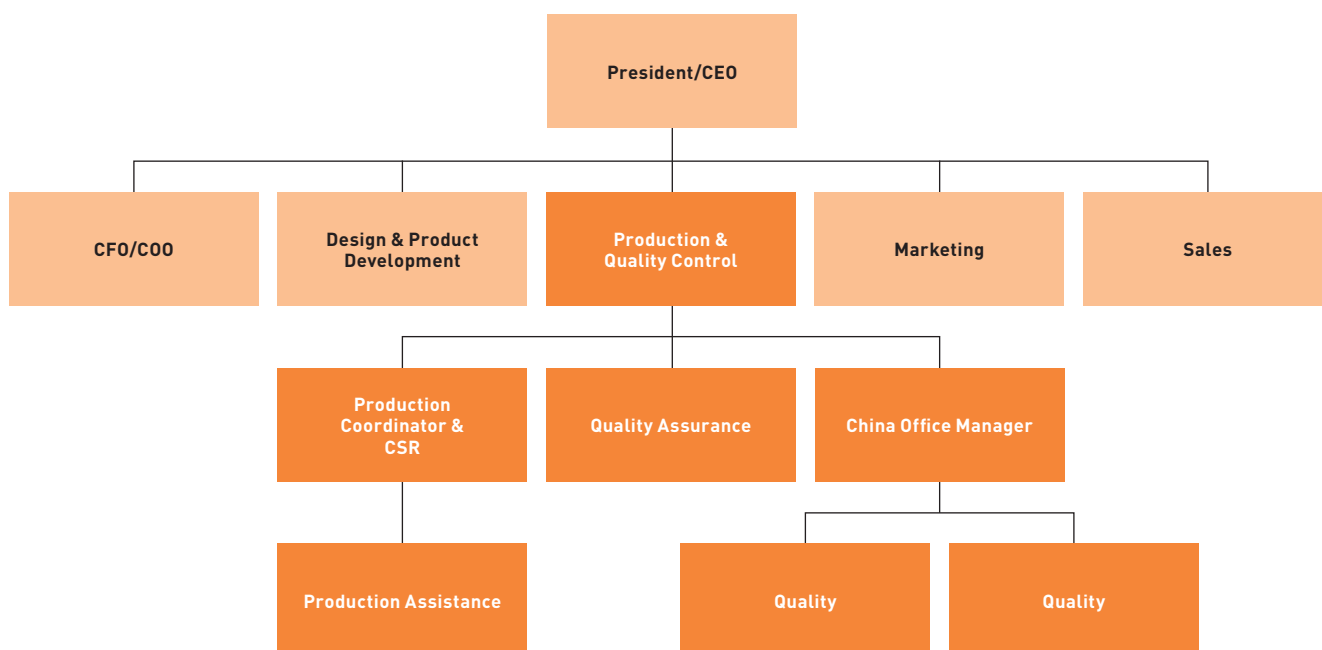 President/CEO
CFO/COO
Design & Product
Development
Production &
Quality Control
Marketing
Sales
Production
Coordinator &
CSR
Quality Assurance
China Office Manager
Production Assistance
Quality
Quality